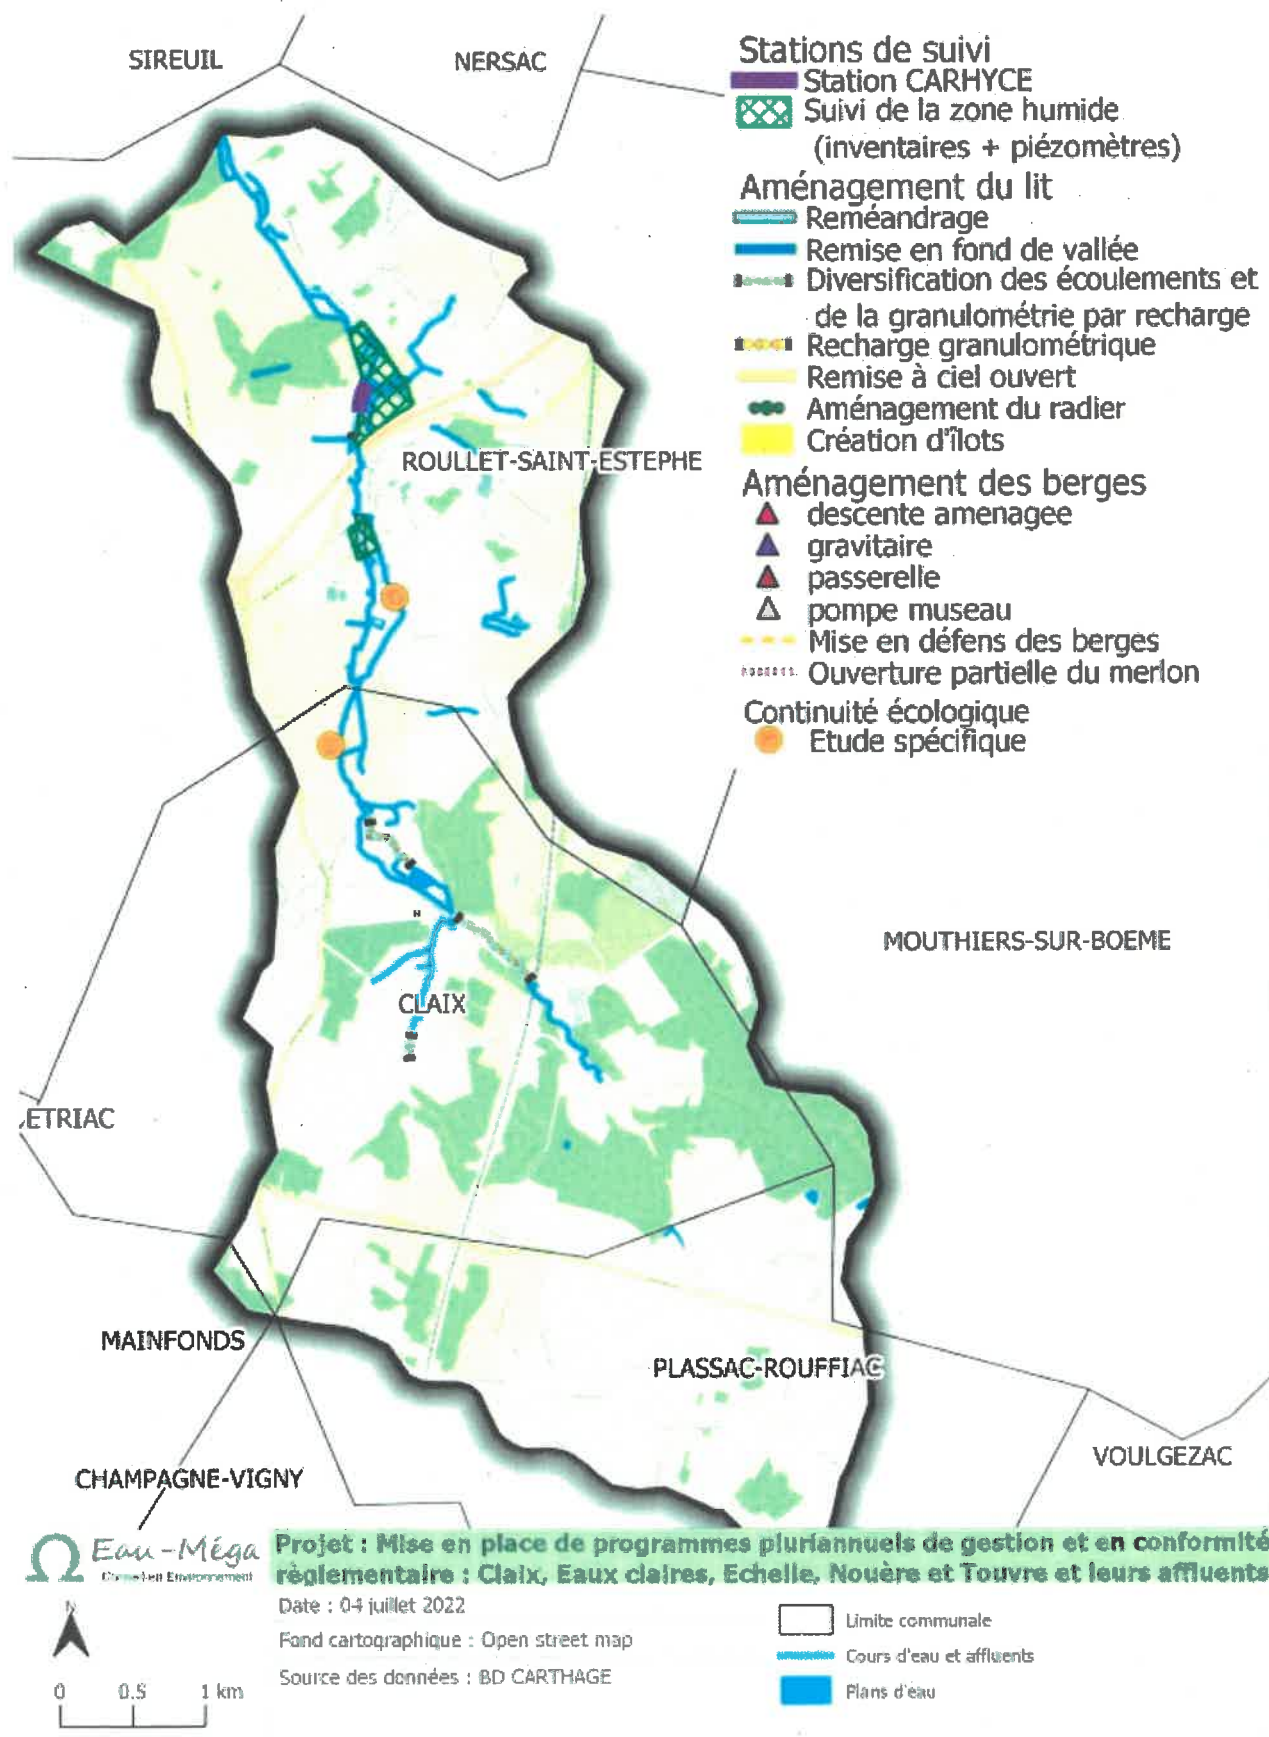 SIREUIL
NERSAC
Stations de suivi
Station CARHYCE
Suivi de la zone humide
(inventaires + piézomètres)
Aménagement du lit
Reméandrage
Remise en fond de vallée
Diversification des écoulements et
de la granulométrie par recharge
Recharge granulométrique
Remise à ciel ouvert
Aménagement du radier
Création d'îlots
Aménagement des berges
descente amenagee
gravitaire
passerelle
pompe museau
Mise en défens des berges
Ouverture partielle du merlon
Continuité écologique
Etude spécifique
ROULLET-SAINT-ESTEPHE
MOUTHIERS-SUR-BOEME
CLAIX
ETRIAC
MAINFONDS
PLASSAC-ROUFFIAC
VOULGEZAC
CHAMPAGNE-VIGNY
Eau-Méga
Conseil en Environnement
Projet : Mise en place de programmes pluriannuels de gestion et en conformité
règlementaire : Claix, Eaux claires, Echelle, Nouère et Touvre et leurs affluents
Date : 04 juillet 2022
Fond cartographique : Open street map
Source des données : BD CARTHAGE
N
0 0.5 1 km
Limite communale
Cours d'eau et affluents
Plans d'eau